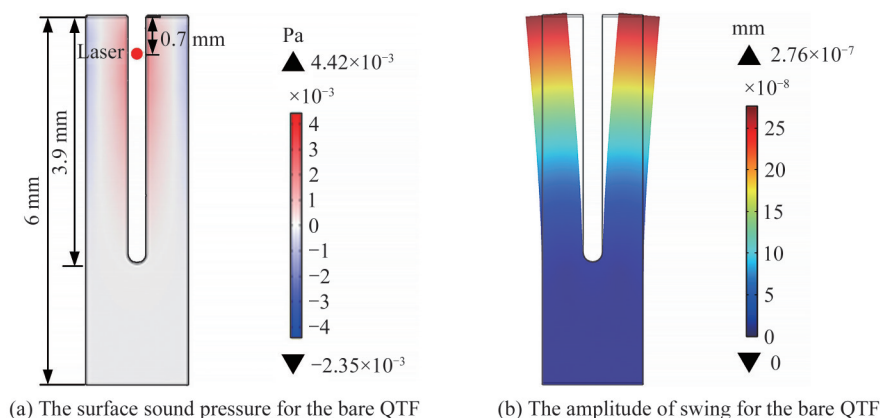 Laser
0.7 mm
3.9 mm
6 mm
Pa
4.42×10⁻³
×10⁻³
4
3
2
1
0
−1
−2
−3
−4
−2.35×10⁻³
(a) The surface sound pressure for the bare QTF
mm
2.76×10⁻⁷
×10⁻⁸
25
20
15
10
5
0
0
(b) The amplitude of swing for the bare QTF